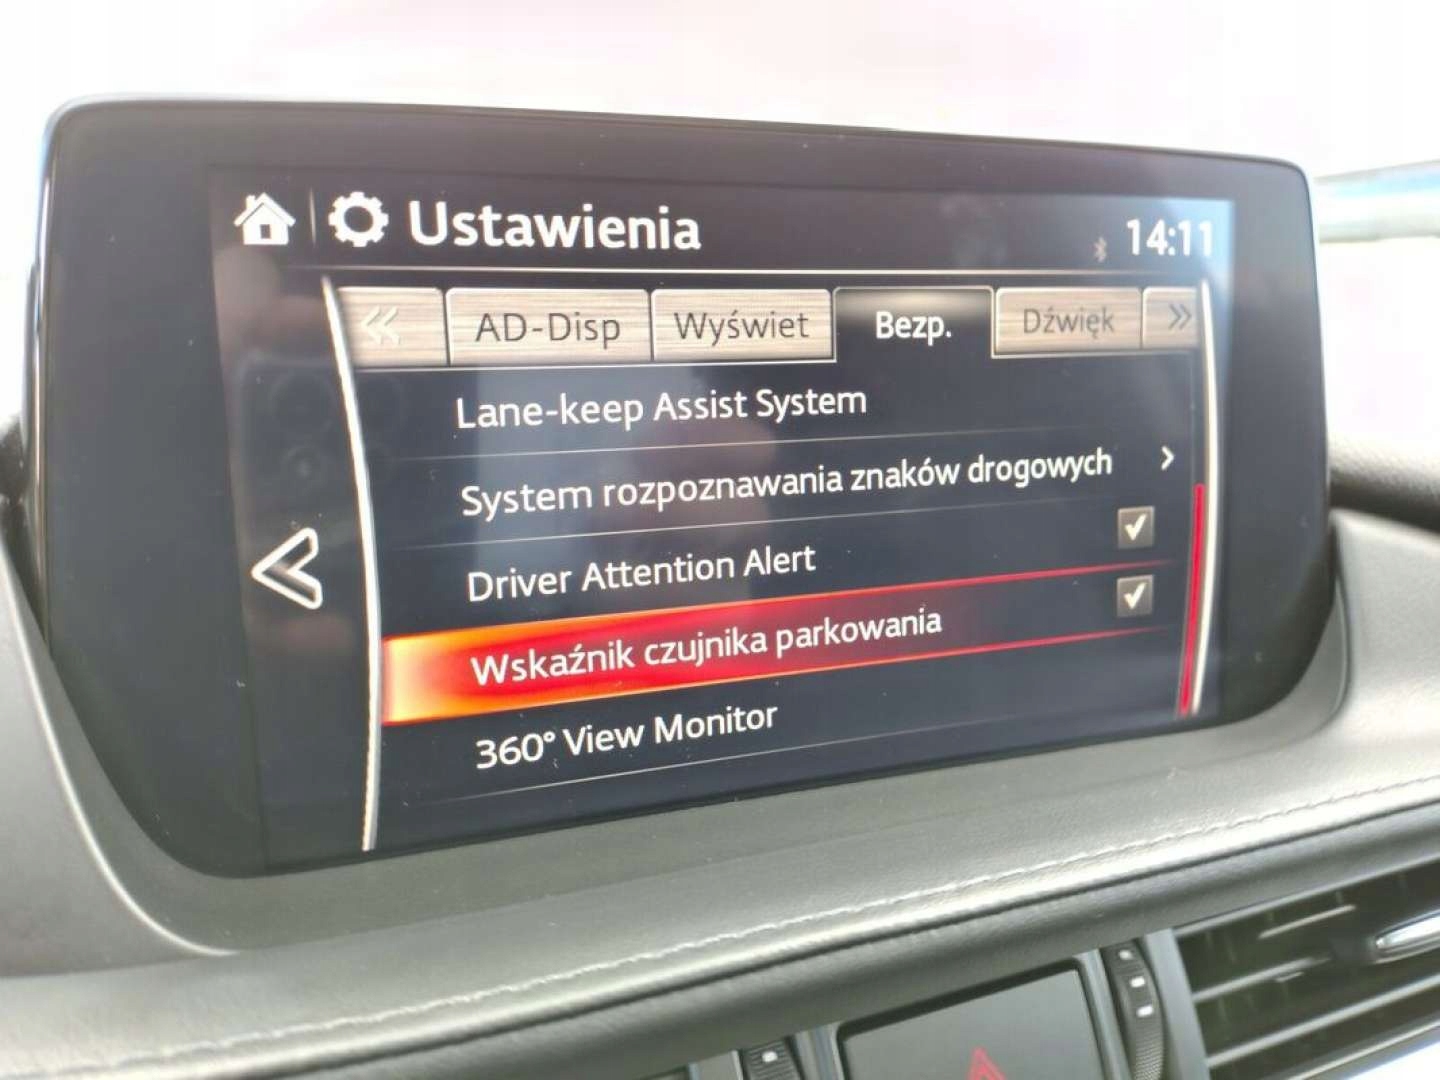 Ustawienia
14:11
AD-Disp Wyświet Bezp. Dźwięk
Lane-keep Assist System
System rozpoznawania znaków drogowych
Driver Attention Alert
Wskaźnik czujnika parkowania
360° View Monitor